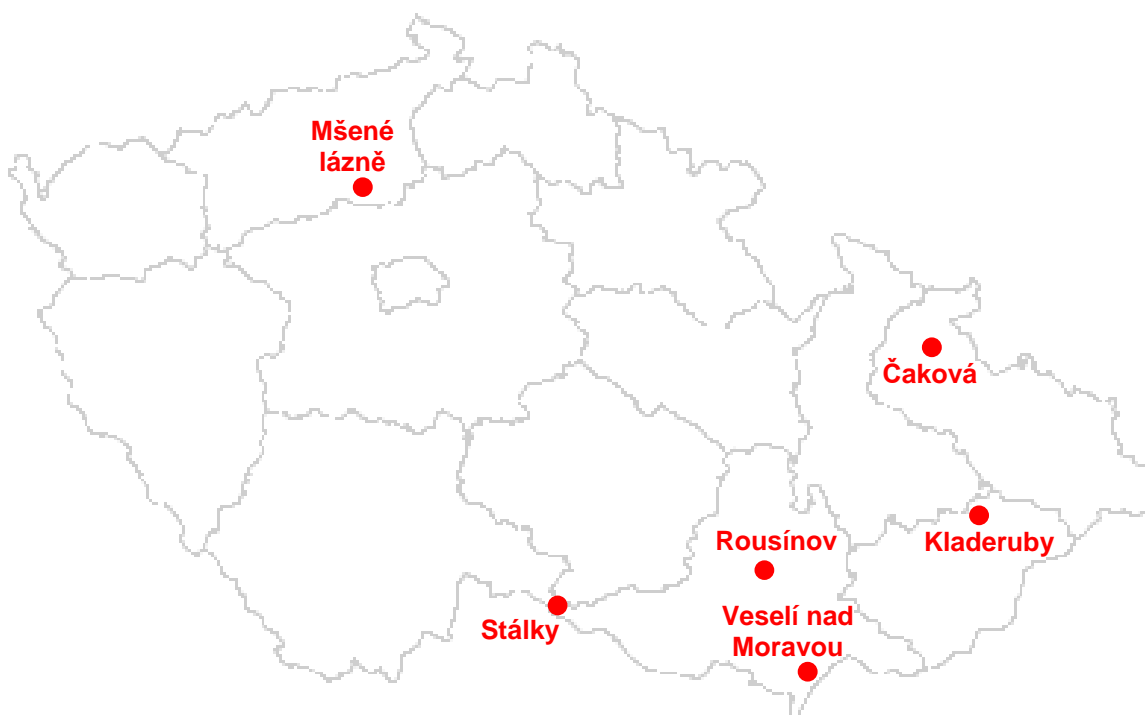 Mšené
lázně
Čaková
Kladeruby
Rousínov
Stálky
Veselí nad
Moravou